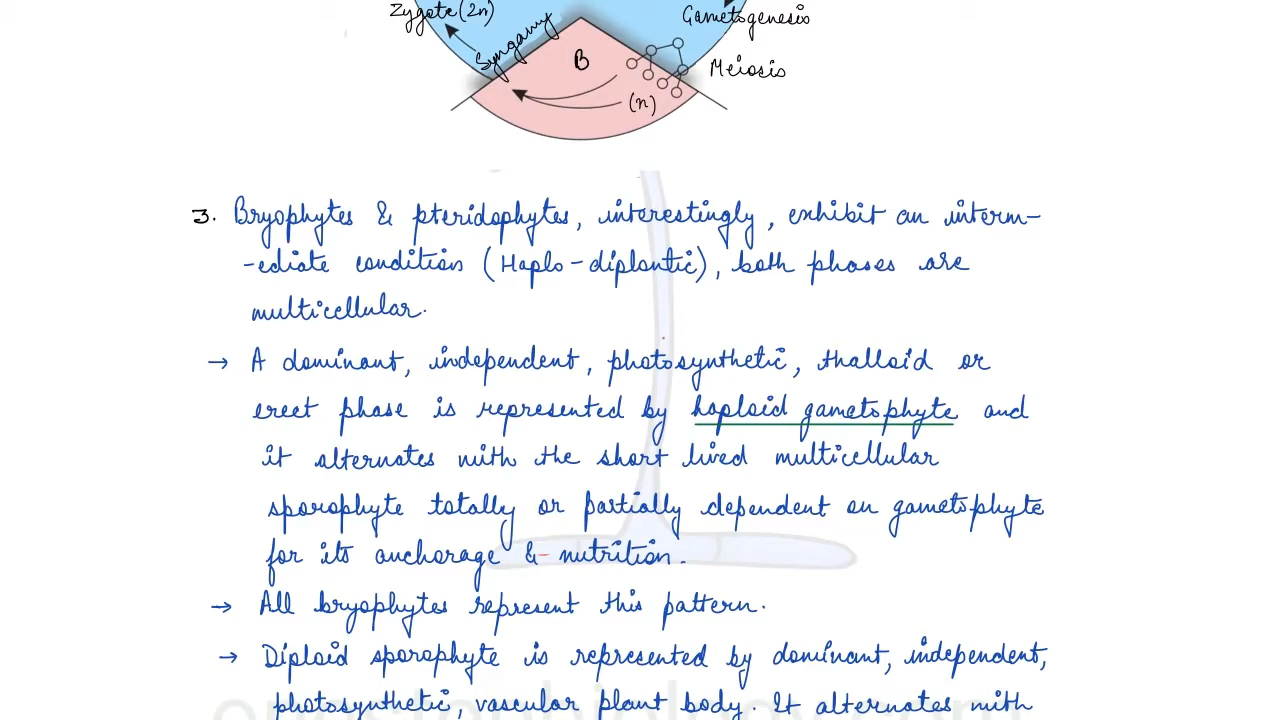 Zygote (2n)
Gametogenesis
Syngamy
B
Meiosis
(n)
3. Bryophytes & pteridophytes, interestingly, exhibit an interm-
-ediate condition (Haplo-diplontic), both phases are
multicellular.
→ A dominant, independent, photosynthetic, thalloid or
erect phase is represented by haploid gametophyte and
it alternates with the short lived multicellular
sporophyte totally or partially dependent on gametophyte
for its anchorage & nutrition.
→ All bryophytes represent this pattern.
→ Diploid sporophyte is represented by dominant, independent,
photosynthetic, vascular plant body. It alternates with